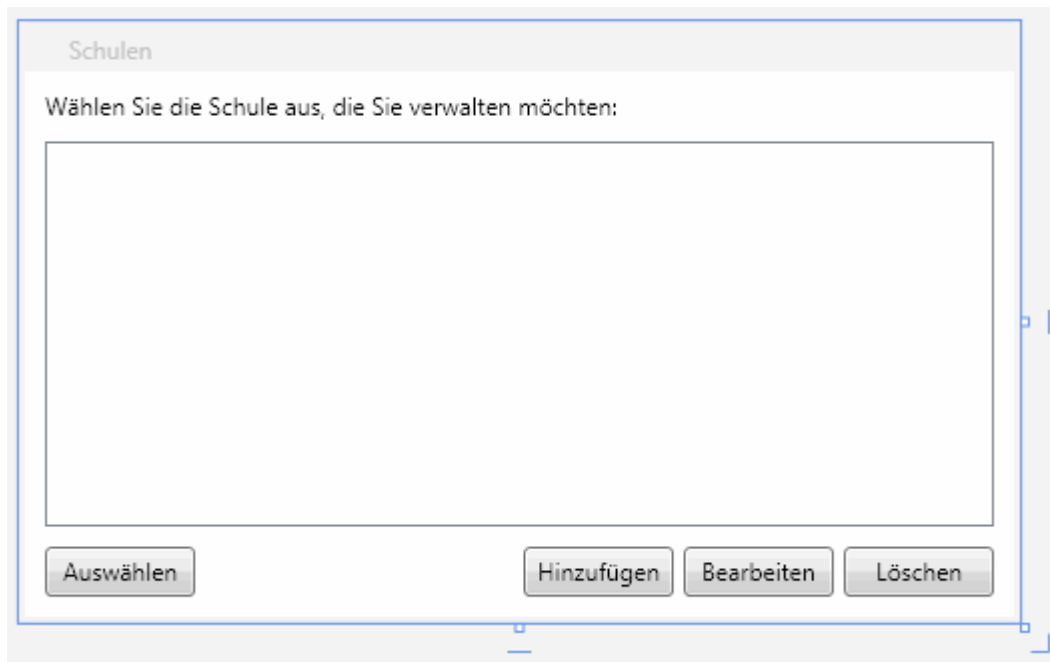 Schulen
Wählen Sie die Schule aus, die Sie verwalten möchten:
Auswählen Hinzufügen Bearbeiten Löschen